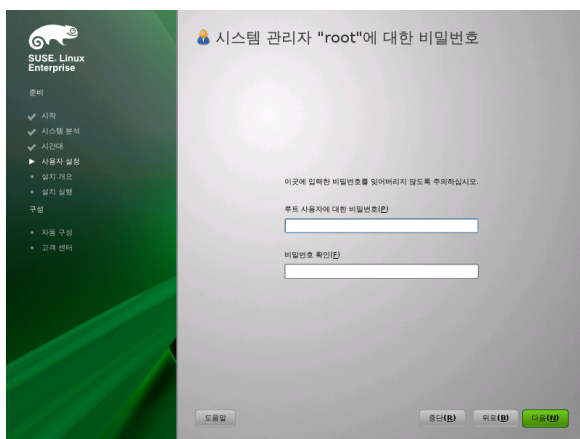 SUSE. Linux
Enterprise
준비
시작
시스템 분석
시간대
사용자 설정
설치 개요
설치 실행
구성
자동 구성
고객 센터
시스템 관리자 "root"에 대한 비밀번호
이곳에 입력한 비밀번호를 잊어버리지 않도록 주의하십시오.
루트 사용자에 대한 비밀번호(P)
비밀번호 확인(F)
도움말
중단(R)
뒤로(B)
다음(N)